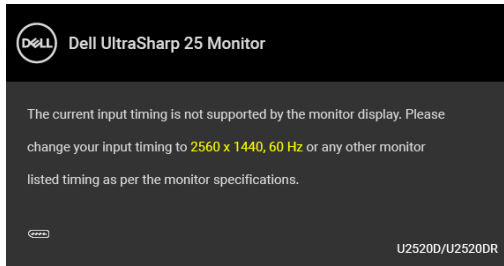 DELL
Dell UltraSharp 25 Monitor
The current input timing is not supported by the monitor display. Please
change your input timing to 2560 x 1440, 60 Hz or any other monitor
listed timing as per the monitor specifications.
U2520D/U2520DR